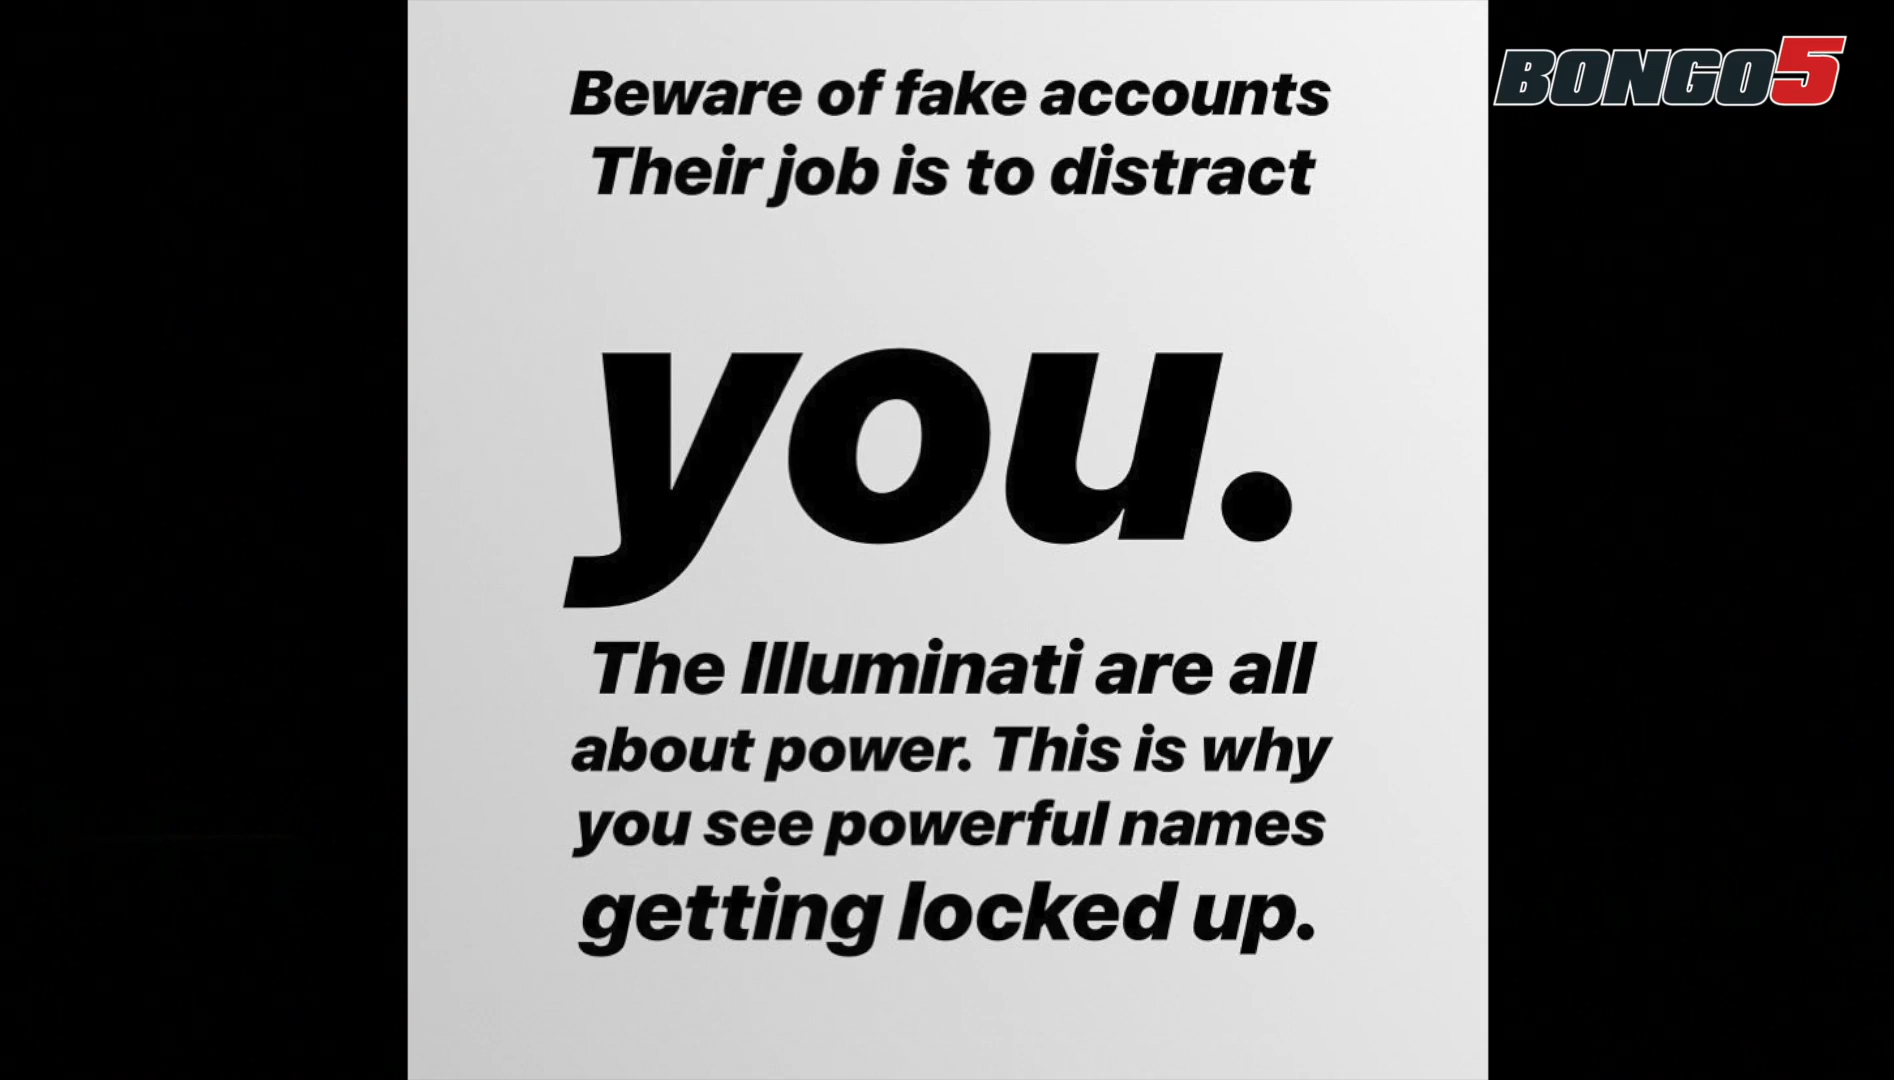 Beware of fake accounts
Their job is to distract
you.
The Illuminati are all
about power. This is why
you see powerful names
getting locked up.
BONGO5